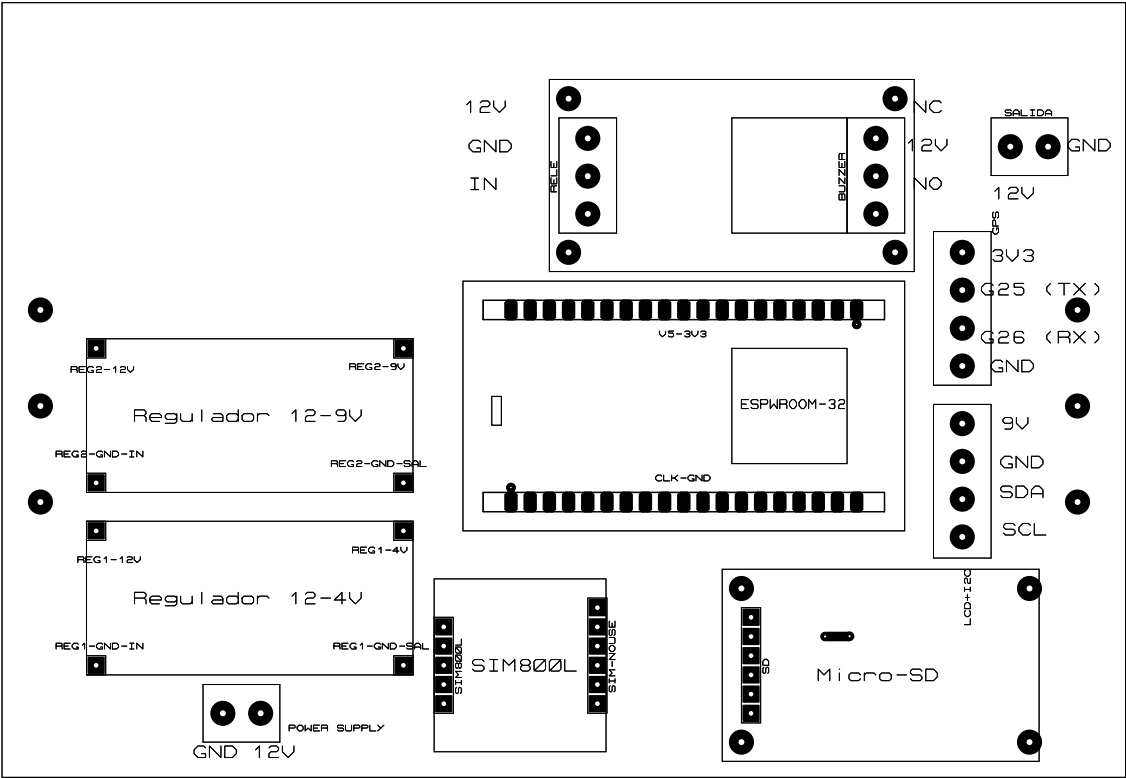 12V
NC
SALIDA
GND
12V
GND
RELE
BUZZER
IN
NO
12V
GPS
3V3
G25 (TX)
G26 (RX)
GND
V5-3V3
REG2-12V
REG2-9V
Regulador 12-9V
ESPWROOM-32
9V
REG2-GND-IN
REG2-GND-SAL
GND
CLK-GND
SDA
SCL
REG1-12V
REG1-4V
LCD+I2C
Regulador 12-4V
REG1-GND-IN
REG1-GND-SAL
SIM800L
SIM800L
SIM-NOUSE
SD
Micro-SD
POWER SUPPLY
GND 12V